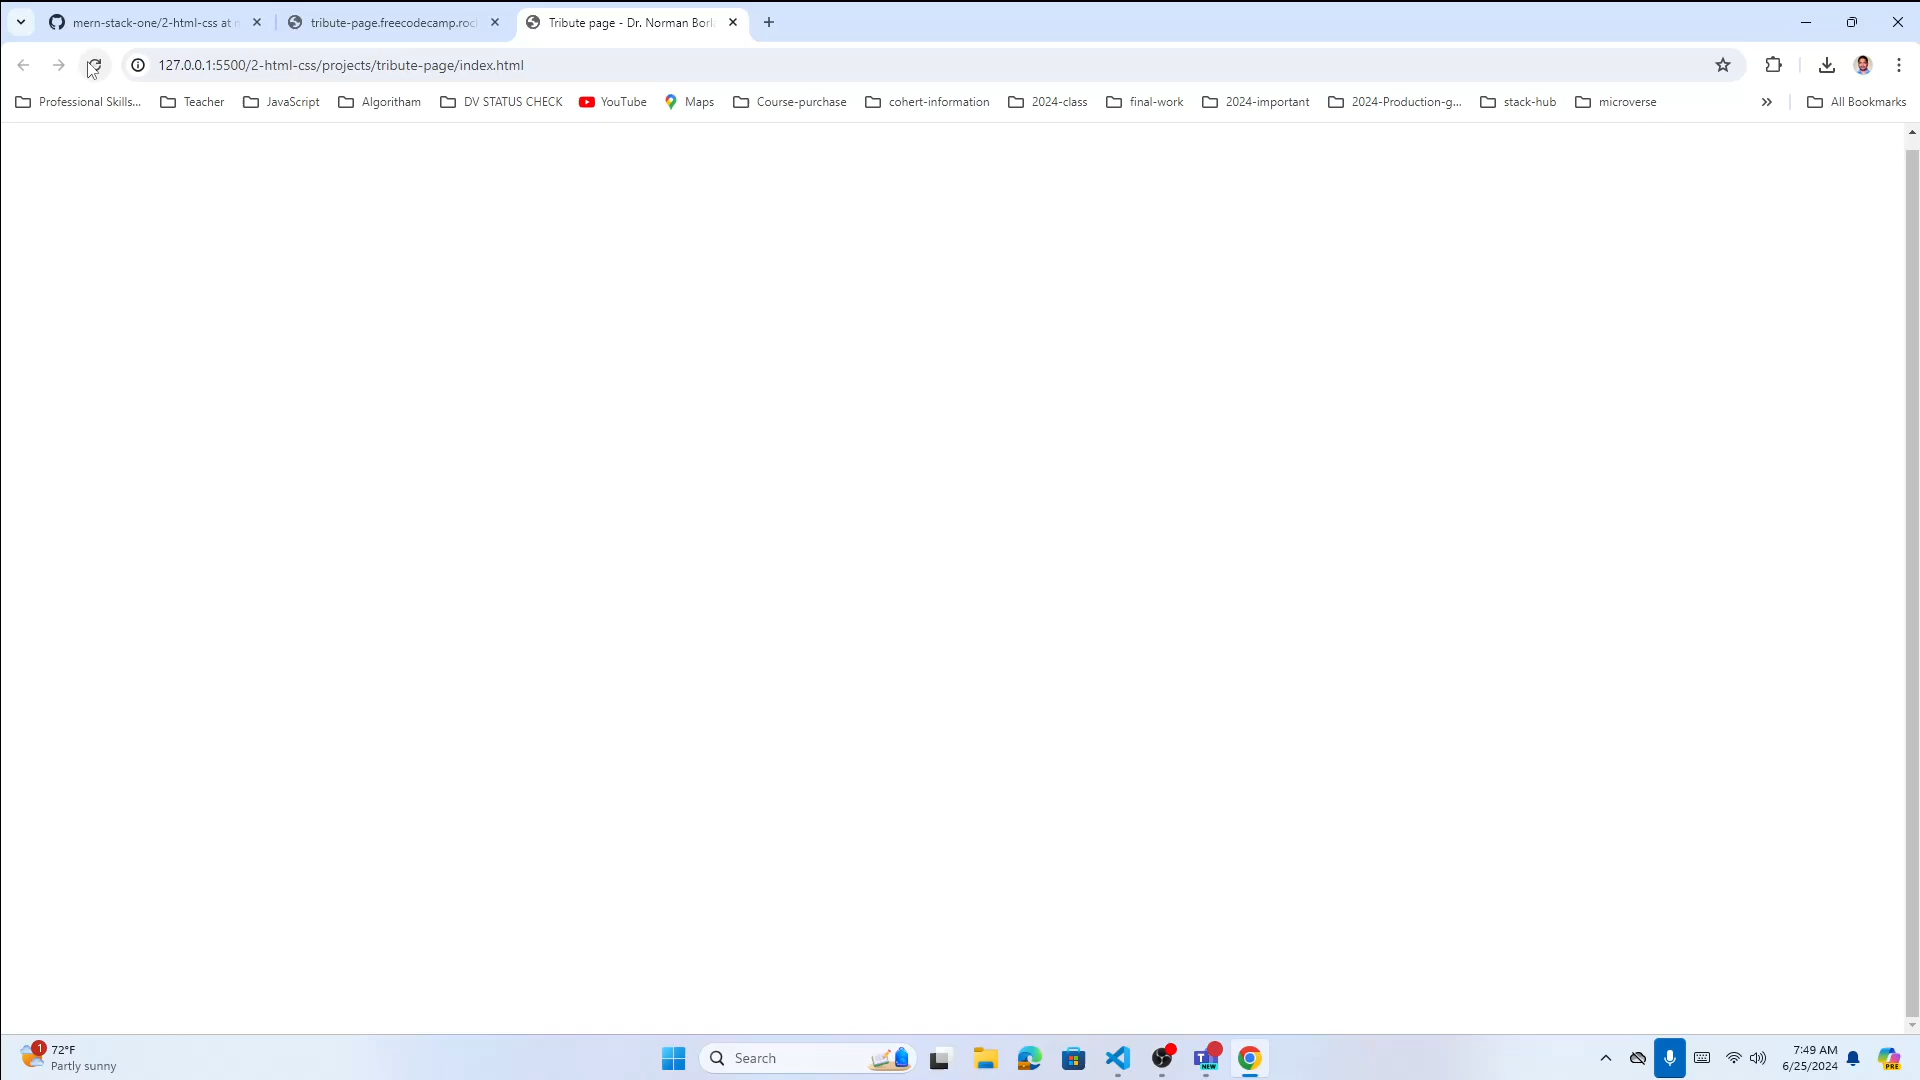 mern-stack-one/2-html-css at
tribute-page.freecodecamp.roc
Tribute page - Dr. Norman Borl
127.0.0.1:5500/2-html-css/projects/tribute-page/index.html
Professional Skills...
Teacher
JavaScript
Algoritham
DV STATUS CHECK
YouTube
Maps
Course-purchase
cohert-information
2024-class
final-work
2024-important
2024-Production-g...
stack-hub
microverse
All Bookmarks
1
72°F
Partly sunny
Search
NEW
7:49 AM
6/25/2024
PRE